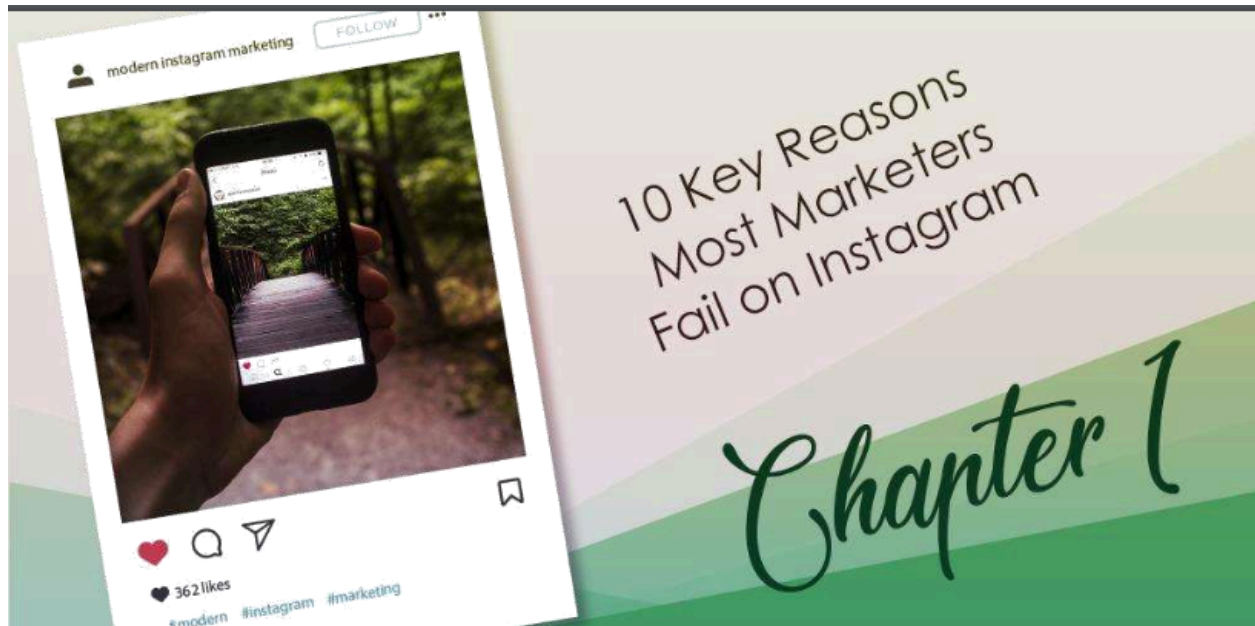 modern instagram marketing
FOLLOW
362 likes
#modern #instagram #marketing
10 Key Reasons
Most Marketers
Fail on Instagram
Chapter 1